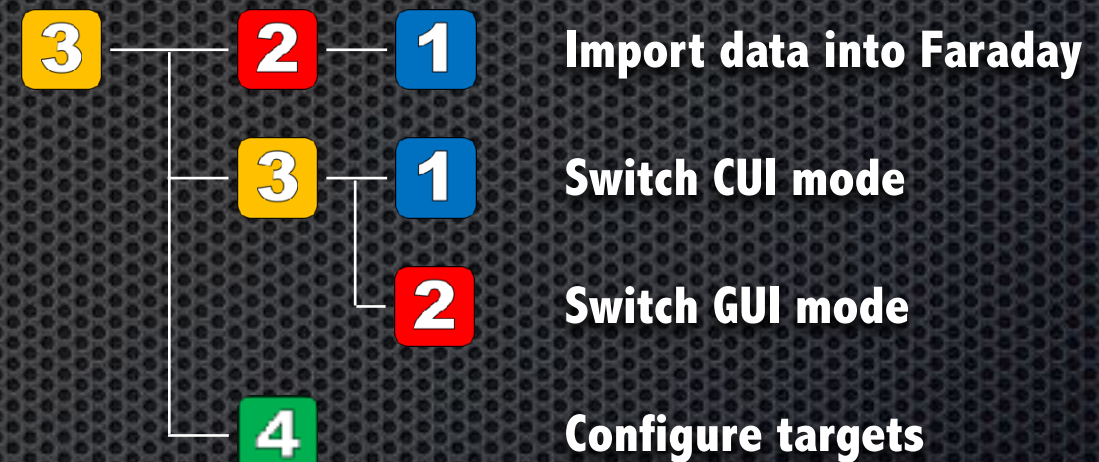 3 2 1 Import data into Faraday
3 1 Switch CUI mode
2 Switch GUI mode
4 Configure targets